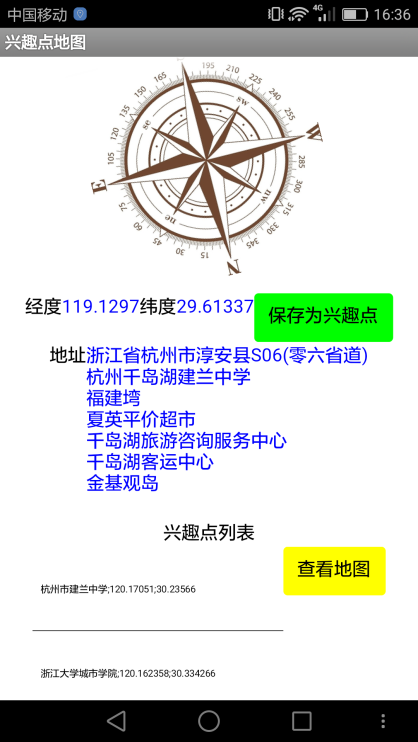 中国移动 4G 16:36
兴趣点地图
195 210 225 240 255 285 300 315 330 345 15 30 45 60 75 105 120 135 150 165
sw W nw N ne E se
经度119.1297纬度29.61337 保存为兴趣点
地址浙江省杭州市淳安县S06(零六省道)
杭州千岛湖建兰中学
福建塆
夏英平价超市
千岛湖旅游咨询服务中心
千岛湖客运中心
金基观岛
兴趣点列表
查看地图
杭州市建兰中学;120.17051;30.23566
浙江大学城市学院;120.162358;30.334266